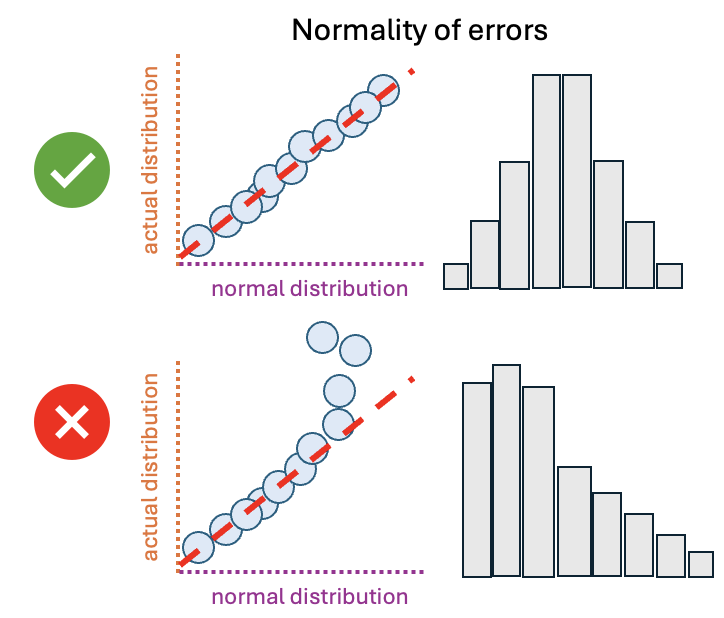 Normality of errors
actual distribution
normal distribution
actual distribution
normal distribution